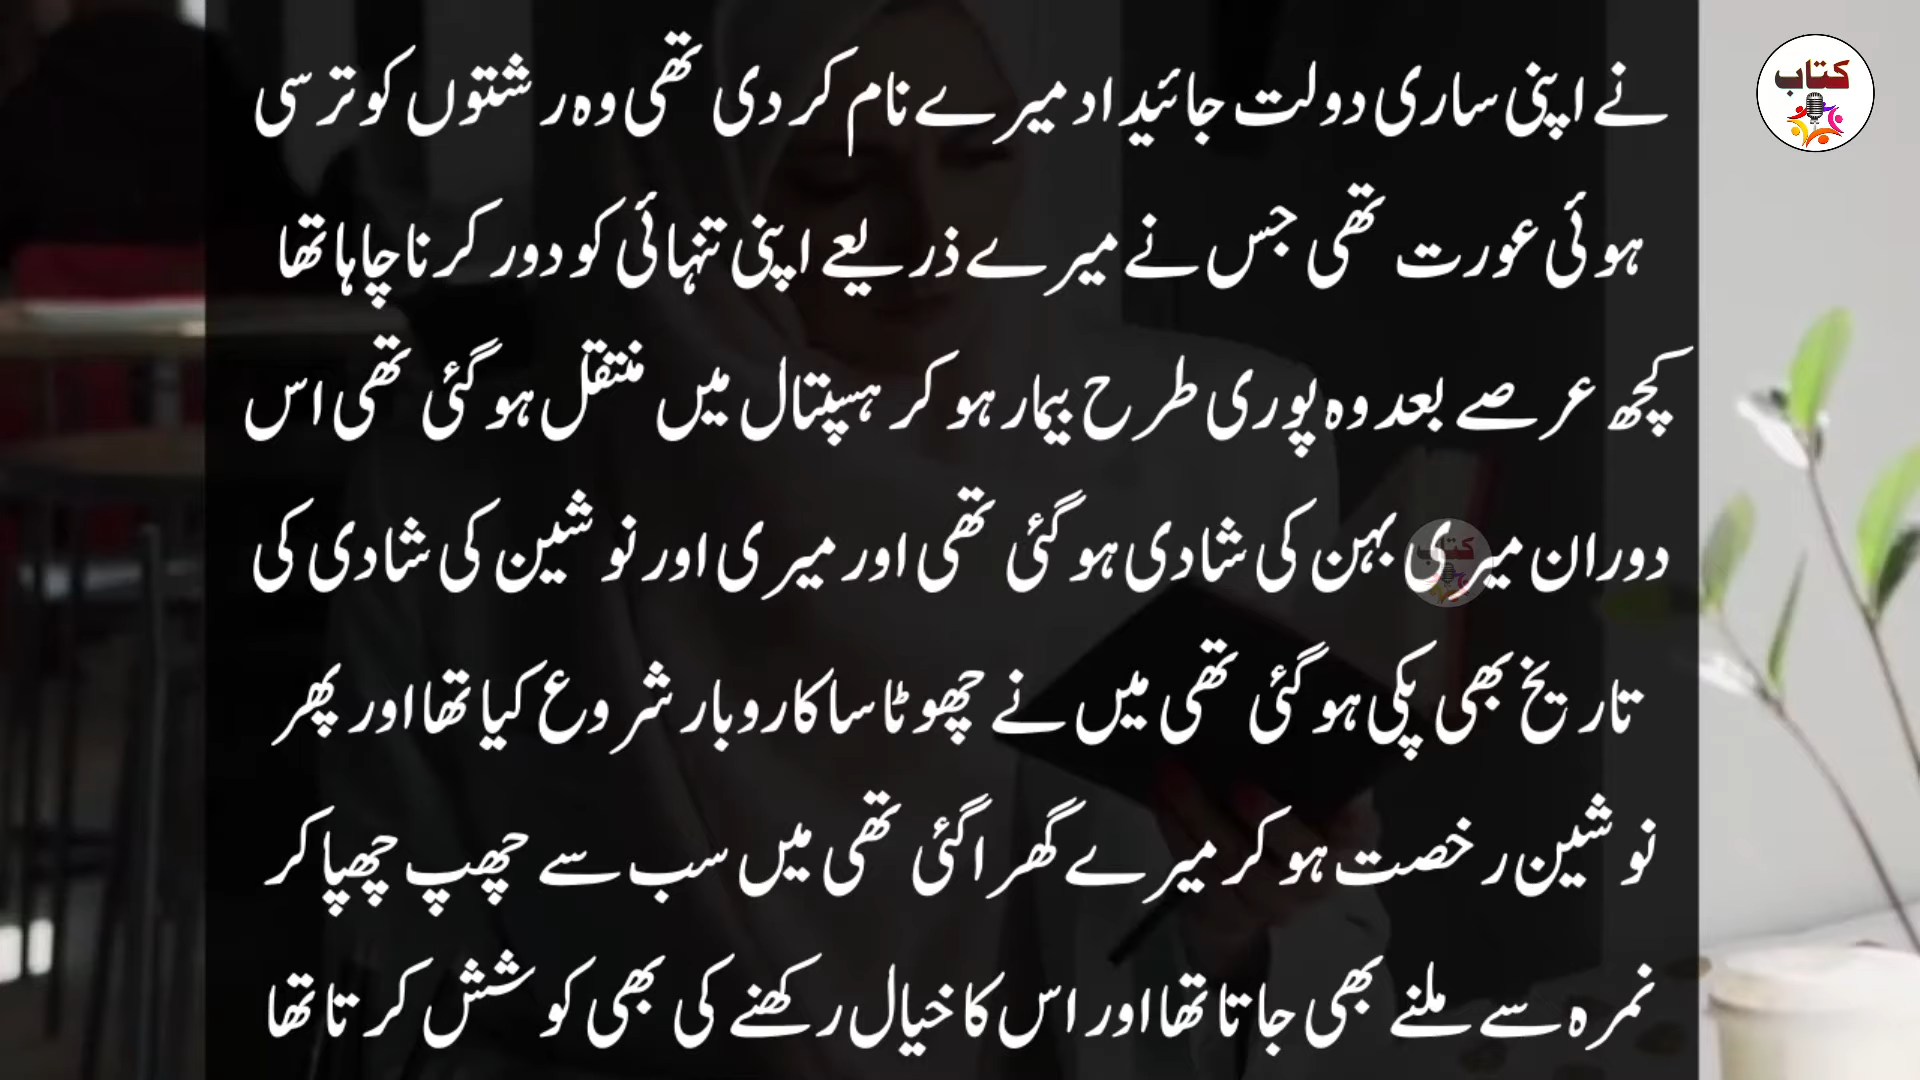 کتاب
نے اپنی ساری دولت جائیداد میرے نام کر دی تھی وہ رشتوں کو ترسی
ہوئی عورت تھی جس نے میرے ذریعے اپنی تنہائی کو دور کرنا چاہا تھا
کچھ عرصے بعد وہ پوری طرح بیمار ہو کر ہسپتال میں منتقل ہو گئی تھی اس
دوران میری بہن کی شادی ہو گئی تھی اور میری اور نوشین کی شادی کی
کتاب
تاریخ بھی پکی ہو گئی تھی میں نے چھوٹا سا کاروبار شروع کیا تھا اور پھر
نوشین رخصت ہو کر میرے گھر اگئی تھی میں سب سے چھپ چھپا کر
نمرہ سے ملنے بھی جاتا تھا اور اس کا خیال رکھنے کی بھی کوشش کرتا تھا